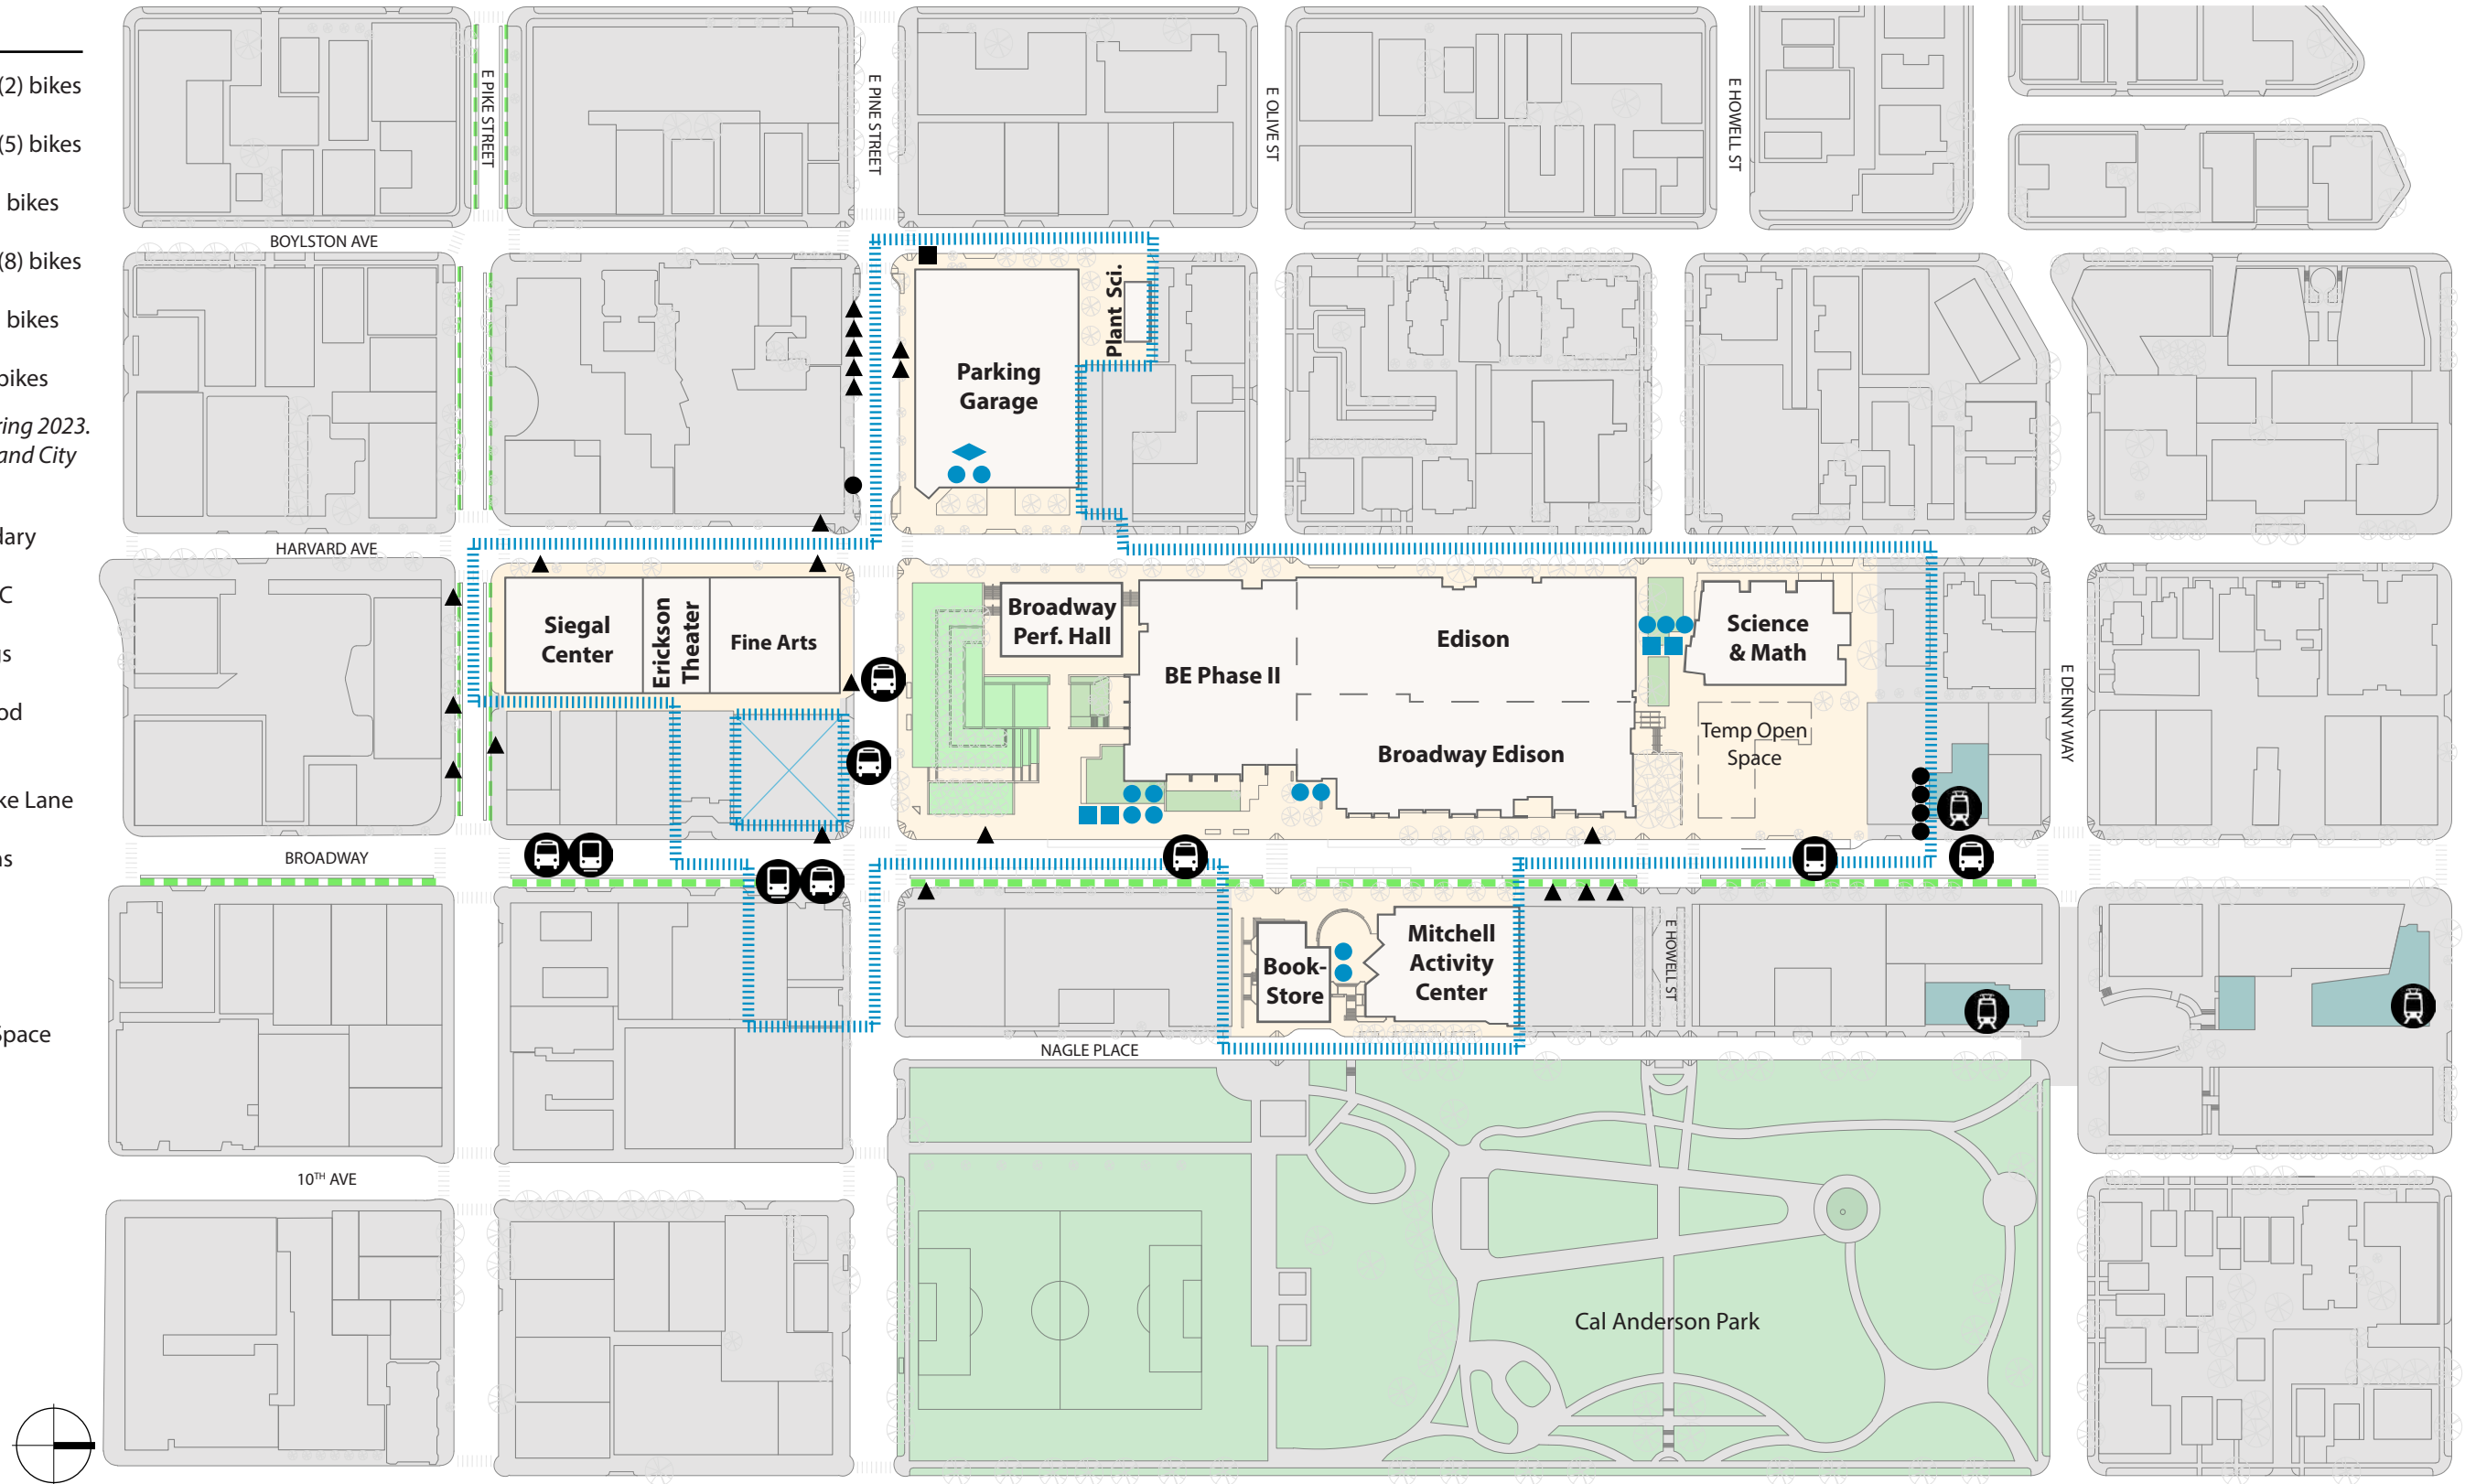 (2) bikes
(5) bikes
bikes
(8) bikes
bikes
bikes
ring 2023.
and City
dary
C
gs
od
ke Lane
ns
Space
E PIKE STREET
E PINE STREET
E OLIVE ST
E HOWELL ST
BOYLSTON AVE
Plant Sci.
Parking
Garage
HARVARD AVE
Siegal
Center
Erickson
Theater
Fine Arts
Broadway
Perf. Hall
BE Phase II
Edison
Broadway Edison
Science
& Math
Temp Open
Space
E DENNY WAY
BROADWAY
Book-
Store
Mitchell
Activity
Center
E HOWELL ST
NAGLE PLACE
10TH AVE
Cal Anderson Park